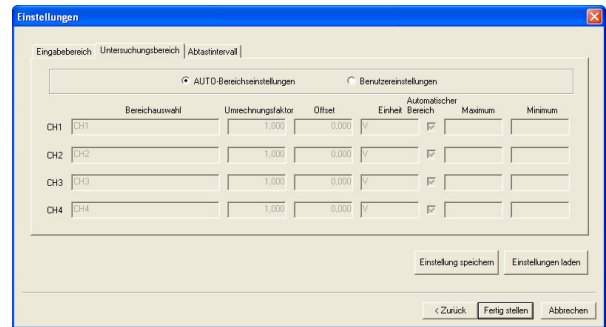 Einstellungen
Eingabebereich Untersuchungsbereich Abtastintervall
AUTO-Bereichseinstellungen Benutzereinstellungen
Bereichauswahl Umrechnungsfaktor Offset Einheit Automatischer Bereich Maximum Minimum
CH1 CH1 1,000 0,000 V
CH2 CH2 1,000 0,000 V
CH3 CH3 1,000 0,000 V
CH4 CH4 1,000 0,000 V
Einstellung speichern Einstellungen laden
< Zurück Fertig stellen Abbrechen